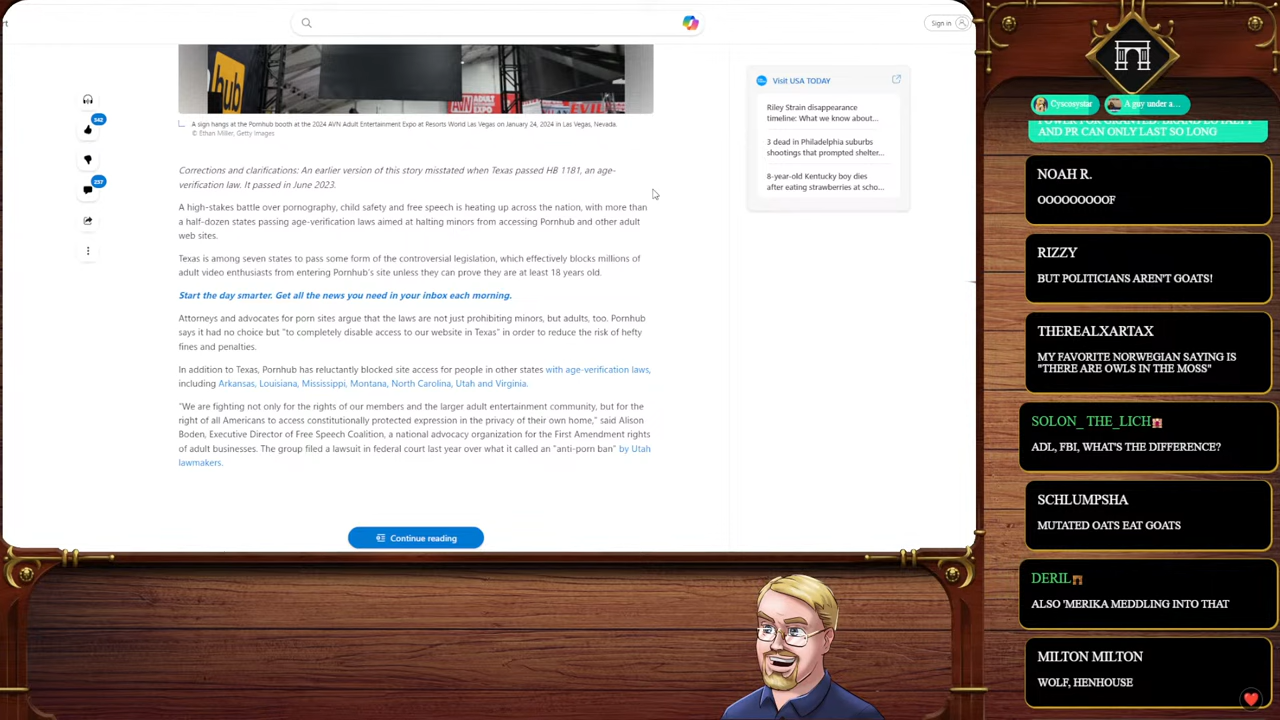 Sign in
hub
AVN ADULT
EVIL
A sign hangs at the Pornhub booth at the 2024 AVN Adult Entertainment Expo at Resorts World Las Vegas on January 24, 2024 in Las Vegas, Nevada.
© Ethan Miller, Getty Images
342
237
Corrections and clarifications: An earlier version of this story misstated when Texas passed HB 1181, an age-
verification law. It passed in June 2023.
A high-stakes battle over pornography, child safety and free speech is heating up across the nation, with more than
a half-dozen states passing age-verification laws aimed at halting minors from accessing Pornhub and other adult
web sites.
Texas is among seven states to pass some form of the controversial legislation, which effectively blocks millions of
adult video enthusiasts from entering Pornhub's site unless they can prove they are at least 18 years old.
Start the day smarter. Get all the news you need in your inbox each morning.
Attorneys and advocates for porn sites argue that the laws are not just prohibiting minors, but adults, too. Pornhub
says it had no choice but "to completely disable access to our website in Texas" in order to reduce the risk of hefty
fines and penalties.
In addition to Texas, Pornhub has reluctantly blocked site access for people in other states with age-verification laws,
including Arkansas, Louisiana, Mississippi, Montana, North Carolina, Utah and Virginia.
"We are fighting not only for the rights of our members and the larger adult entertainment community, but for the
right of all Americans to access constitutionally protected expression in the privacy of their own home," said Alison
Boden, Executive Director of Free Speech Coalition, a national advocacy organization for the First Amendment rights
of adult businesses. The group filed a lawsuit in federal court last year over what it called an "anti-porn ban" by Utah
lawmakers.
Continue reading
Visit USA TODAY
Riley Strain disappearance
timeline: What we know about...
3 dead in Philadelphia suburbs
shootings that prompted shelter...
8-year-old Kentucky boy dies
after eating strawberries at scho...
Cyscosystar
A guy under a...
AND PR CAN ONLY LAST SO LONG
NOAH R.
OOOOOOOOOF
RIZZY
BUT POLITICIANS AREN'T GOATS!
THEREALXARTAX
MY FAVORITE NORWEGIAN SAYING IS
"THERE ARE OWLS IN THE MOSS"
SOLON_THE_LICH
ADL, FBI, WHAT'S THE DIFFERENCE?
SCHLUMPSHA
MUTATED OATS EAT GOATS
DERIL
ALSO 'MERIKA MEDDLING INTO THAT
MILTON MILTON
WOLF, HENHOUSE